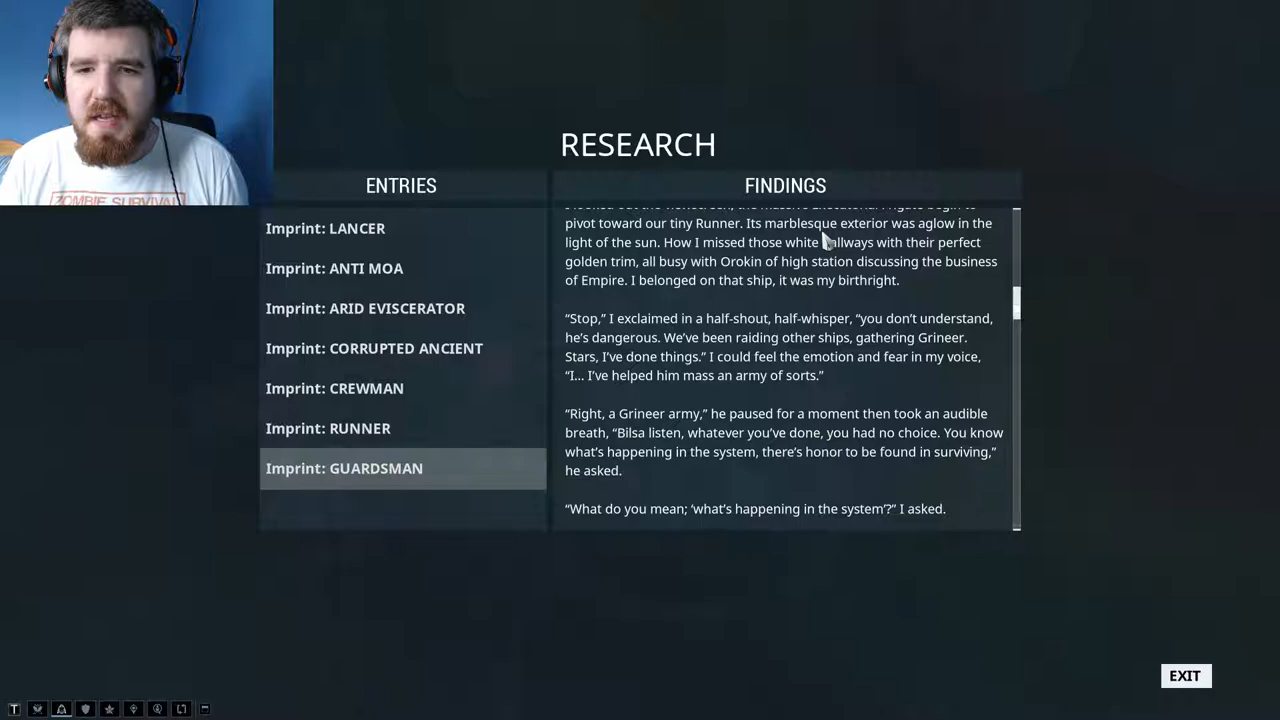 RESEARCH
ENTRIES
FINDINGS
Imprint: LANCER
Imprint: ANTI MOA
Imprint: ARID EVISCERATOR
Imprint: CORRUPTED ANCIENT
Imprint: CREWMAN
Imprint: RUNNER
Imprint: GUARDSMAN
pivot toward our tiny Runner. Its marblesque exterior was aglow in the
light of the sun. How I missed those white hallways with their perfect
golden trim, all busy with Orokin of high station discussing the business
of Empire. I belonged on that ship, it was my birthright.
“Stop,” I exclaimed in a half-shout, half-whisper, “you don’t understand,
he’s dangerous. We’ve been raiding other ships, gathering Grineer.
Stars, I’ve done things.” I could feel the emotion and fear in my voice,
“I... I’ve helped him mass an army of sorts.”
“Right, a Grineer army,” he paused for a moment then took an audible
breath, “Bilsa listen, whatever you’ve done, you had no choice. You know
what’s happening in the system, there’s honor to be found in surviving,”
he asked.
“What do you mean; ‘what’s happening in the system’?” I asked.
ZOMBIE SURVIVAL
EXIT
T